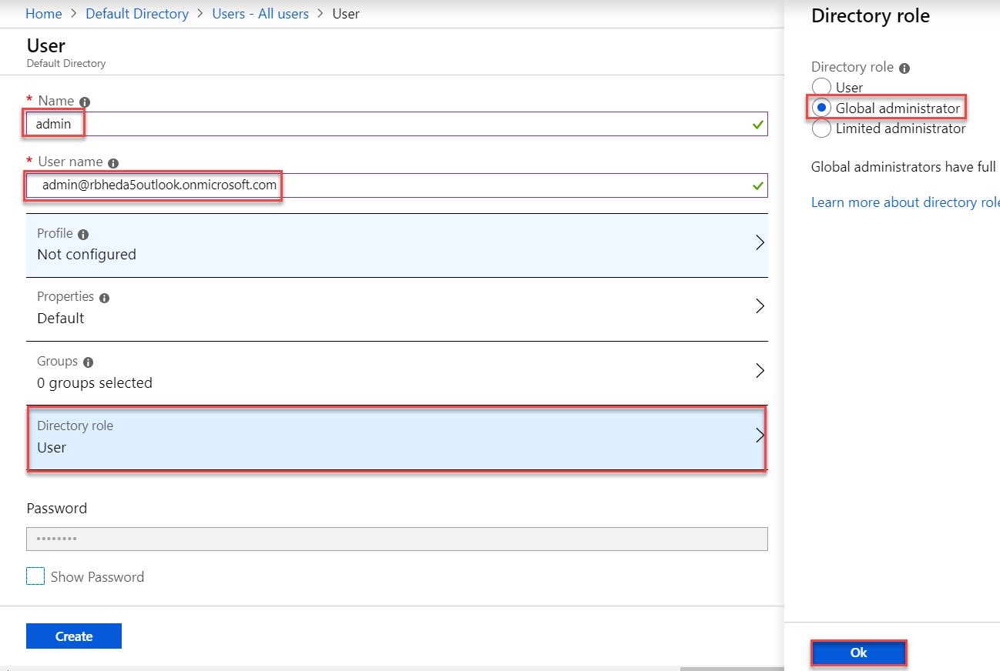 Home > Default Directory > Users - All users > User
User
Default Directory
* Name
admin
* User name
admin@rbheda5outlook.onmicrosoft.com
Profile
Not configured
Properties
Default
Groups
0 groups selected
Directory role
User
Password
••••••••
Show Password
Create
Directory role
Directory role
User
Global administrator
Limited administrator
Global administrators have full
Learn more about directory role
Ok